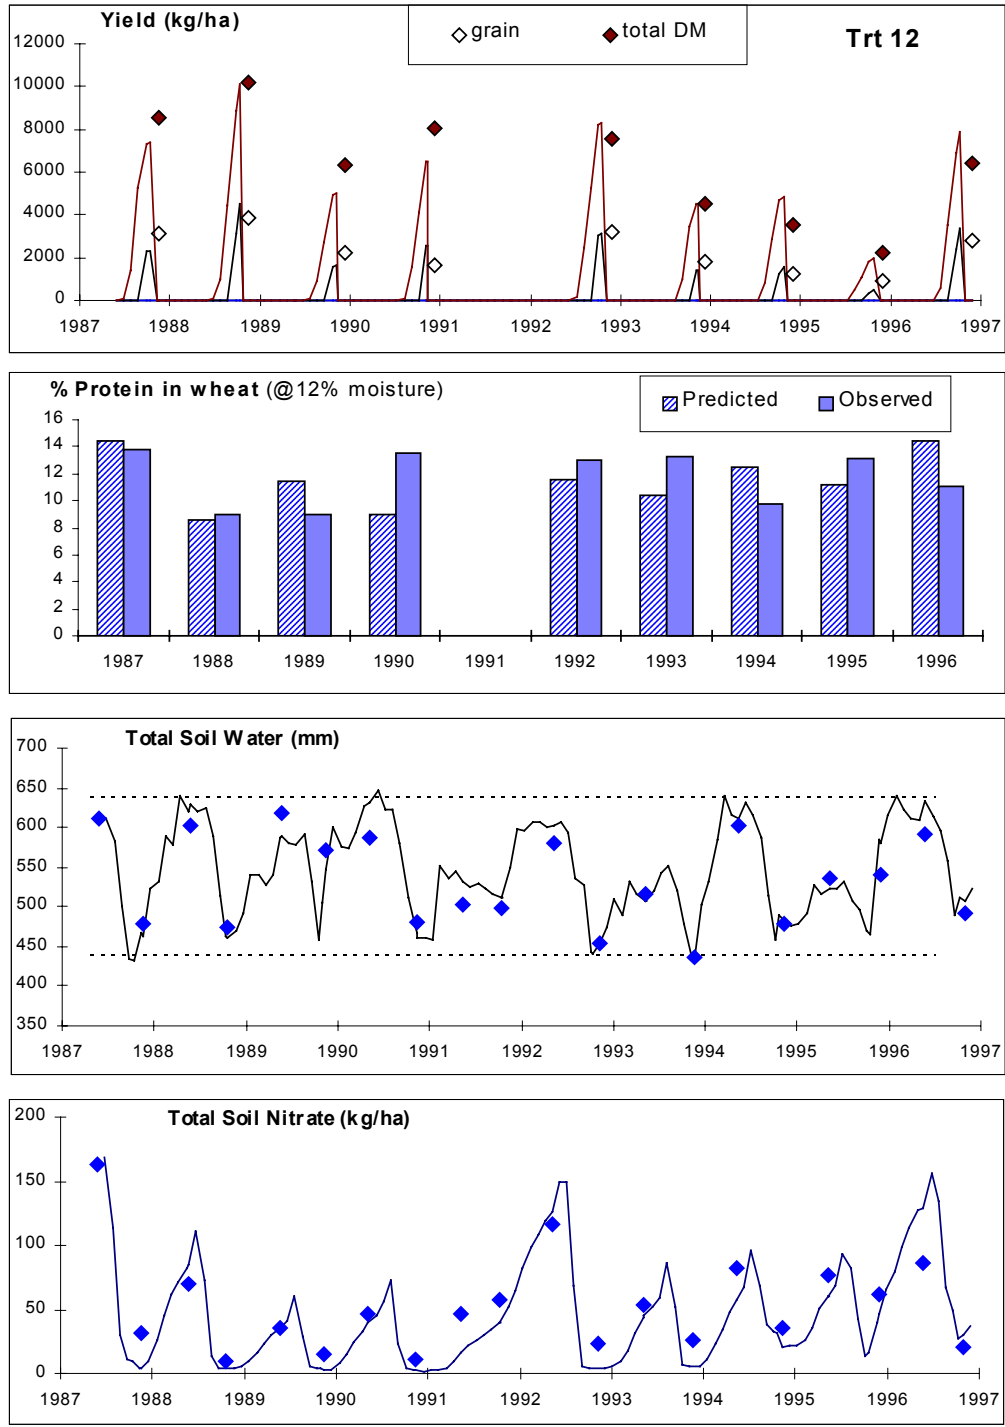 Yield (kg/ha)
grain total DM
Trt 12
12000
10000
8000
6000
4000
2000
0
1987 1988 1989 1990 1991 1992 1993 1994 1995 1996 1997
% Protein in wheat (@12% moisture)
Predicted Observed
16
14
12
10
8
6
4
2
0
1987 1988 1989 1990 1991 1992 1993 1994 1995 1996
Total Soil Water (mm)
700
650
600
550
500
450
400
350
1987 1988 1989 1990 1991 1992 1993 1994 1995 1996 1997
Total Soil Nitrate (kg/ha)
200
150
100
50
0
1987 1988 1989 1990 1991 1992 1993 1994 1995 1996 1997